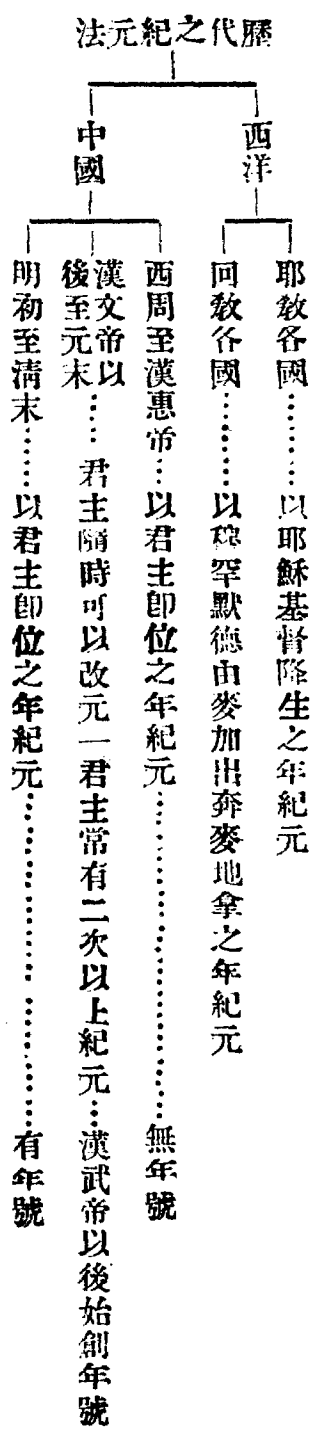 歷代之紀元法
西洋
耶教各國………以耶穌基督降生之年紀元
回教各國………以穆罕默德由麥加出奔麥地拿之年紀元
中國
西周至漢惠帝…以君主卽位之年紀元………………無年號
漢文帝以後至元末……君主隨時可以改元一君主常有二次以上紀元…漢武帝以後始創年號
明初至淸末……以君主卽位之年紀元………………有年號